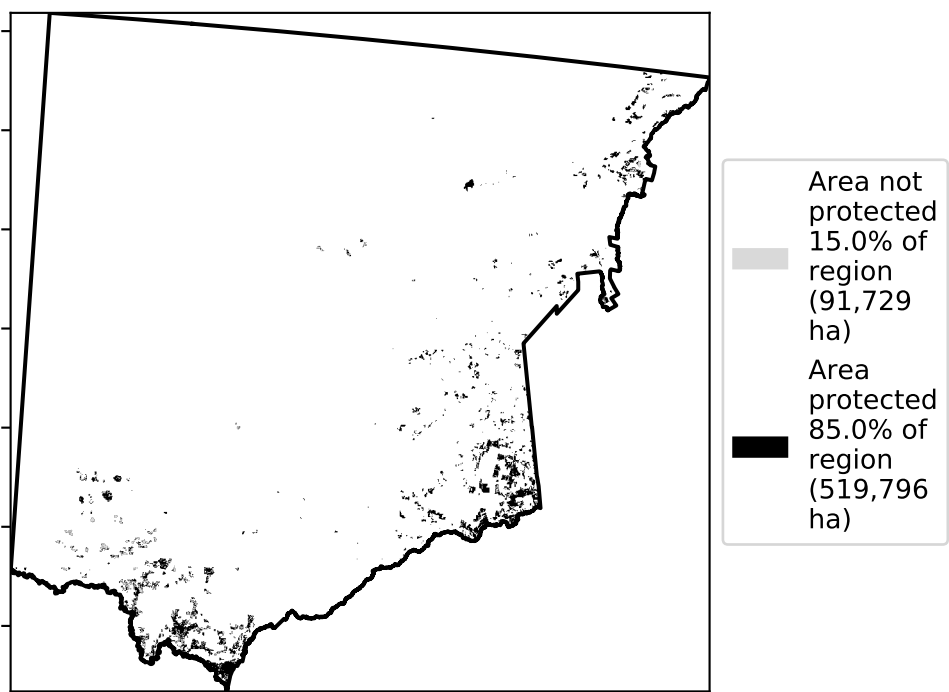 Area not
protected
15.0% of
region
(91,729
ha)
Area
protected
85.0% of
region
(519,796
ha)